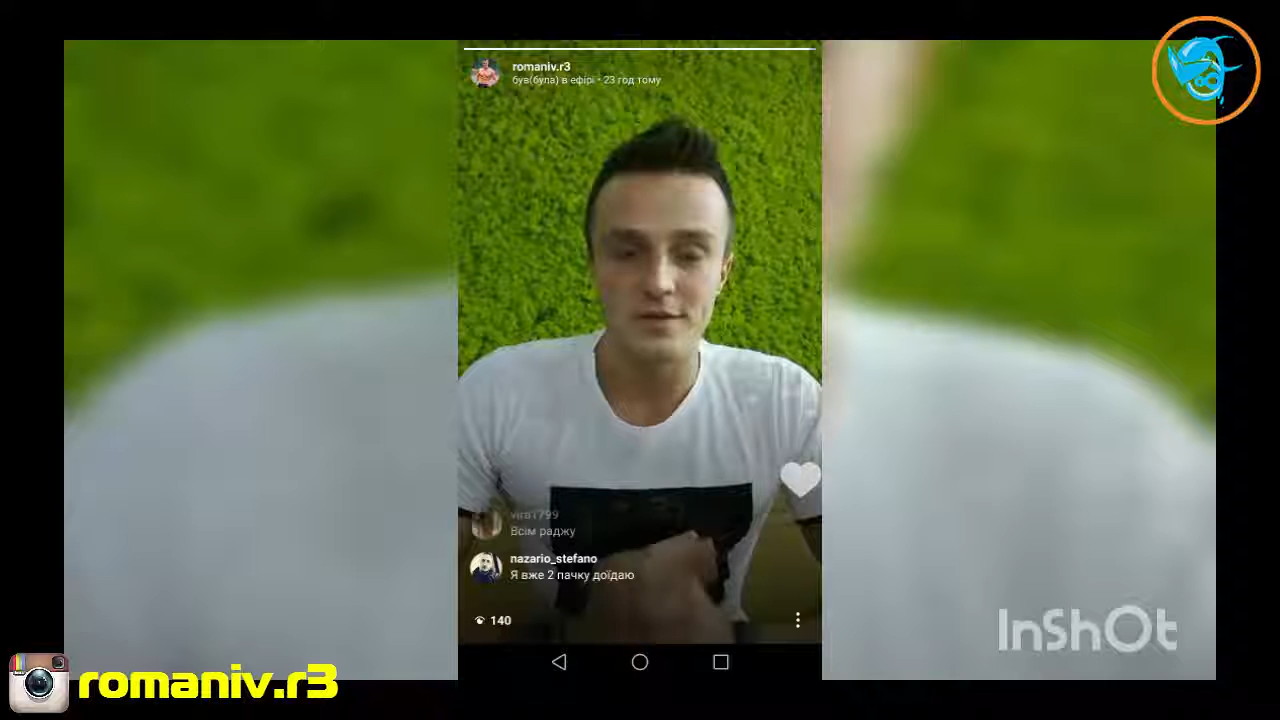 romaniv.r3
був(була) в ефірі • 23 год тому
vira1799
Всім раджу
nazario_stefano
Я вже 2 пачку доїдаю
140
InShOt
romaniv.r3